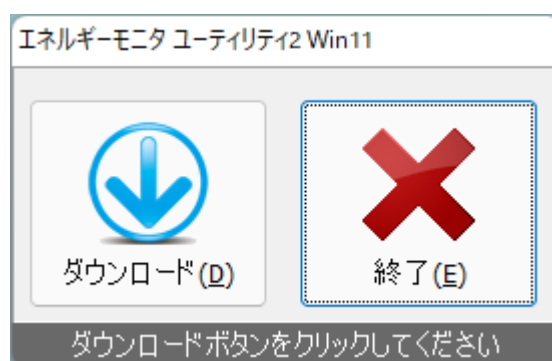 エネルギーモニタ ユーティリティ2 Win11
ダウンロード(D)
終了(E)
ダウンロードボタンをクリックしてください